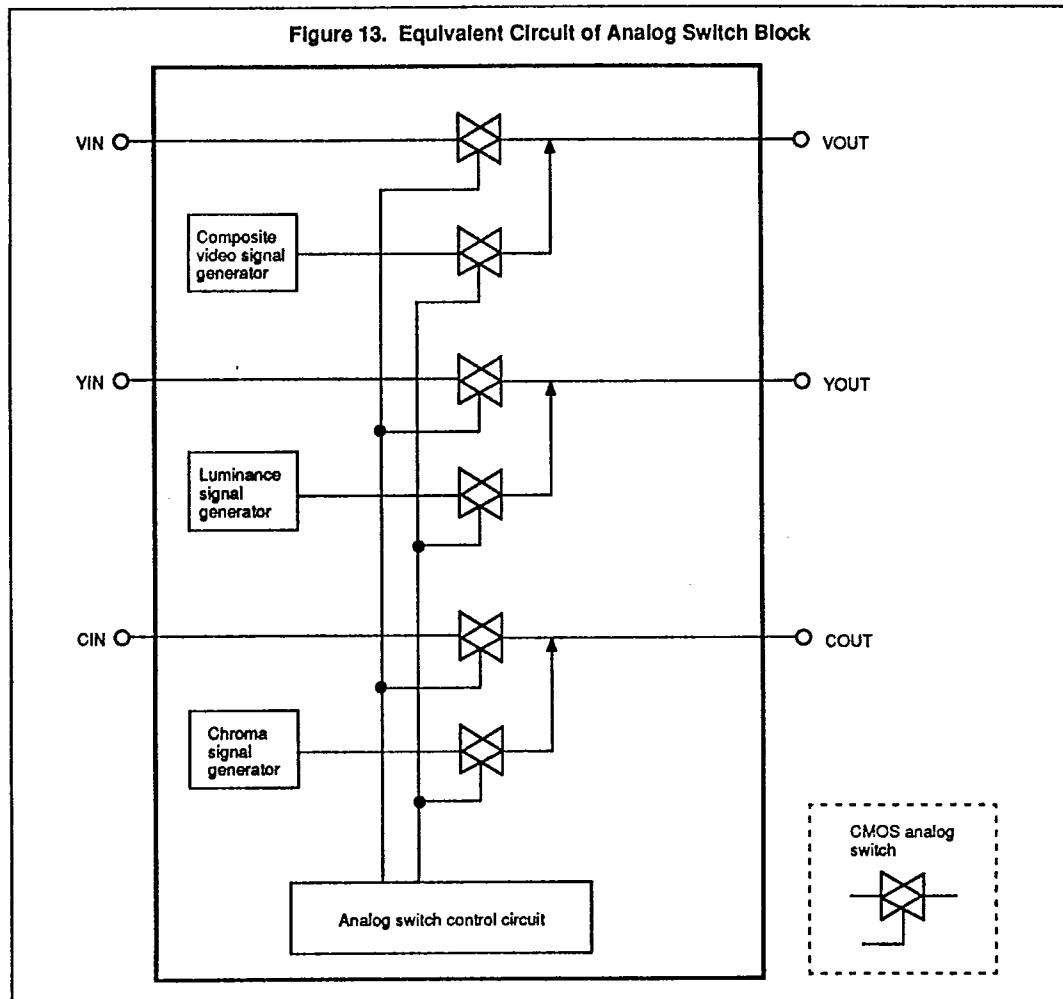 Figure 13. Equivalent Circuit of Analog Switch Block
VIN
VOUT
Composite
video signal
generator
YIN
YOUT
Luminance
signal
generator
CIN
COUT
Chroma
signal
generator
CMOS analog
switch
Analog switch control circuit